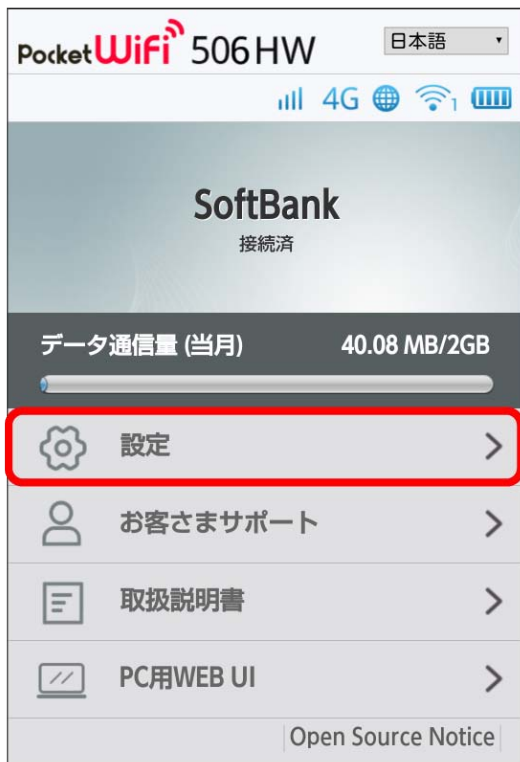 Pocket WiFi 506HW
日本語
4G
1
SoftBank
接続済
データ通信量 (当月) 40.08 MB/2GB
設定
お客さまサポート
取扱説明書
PC用WEB UI
Open Source Notice